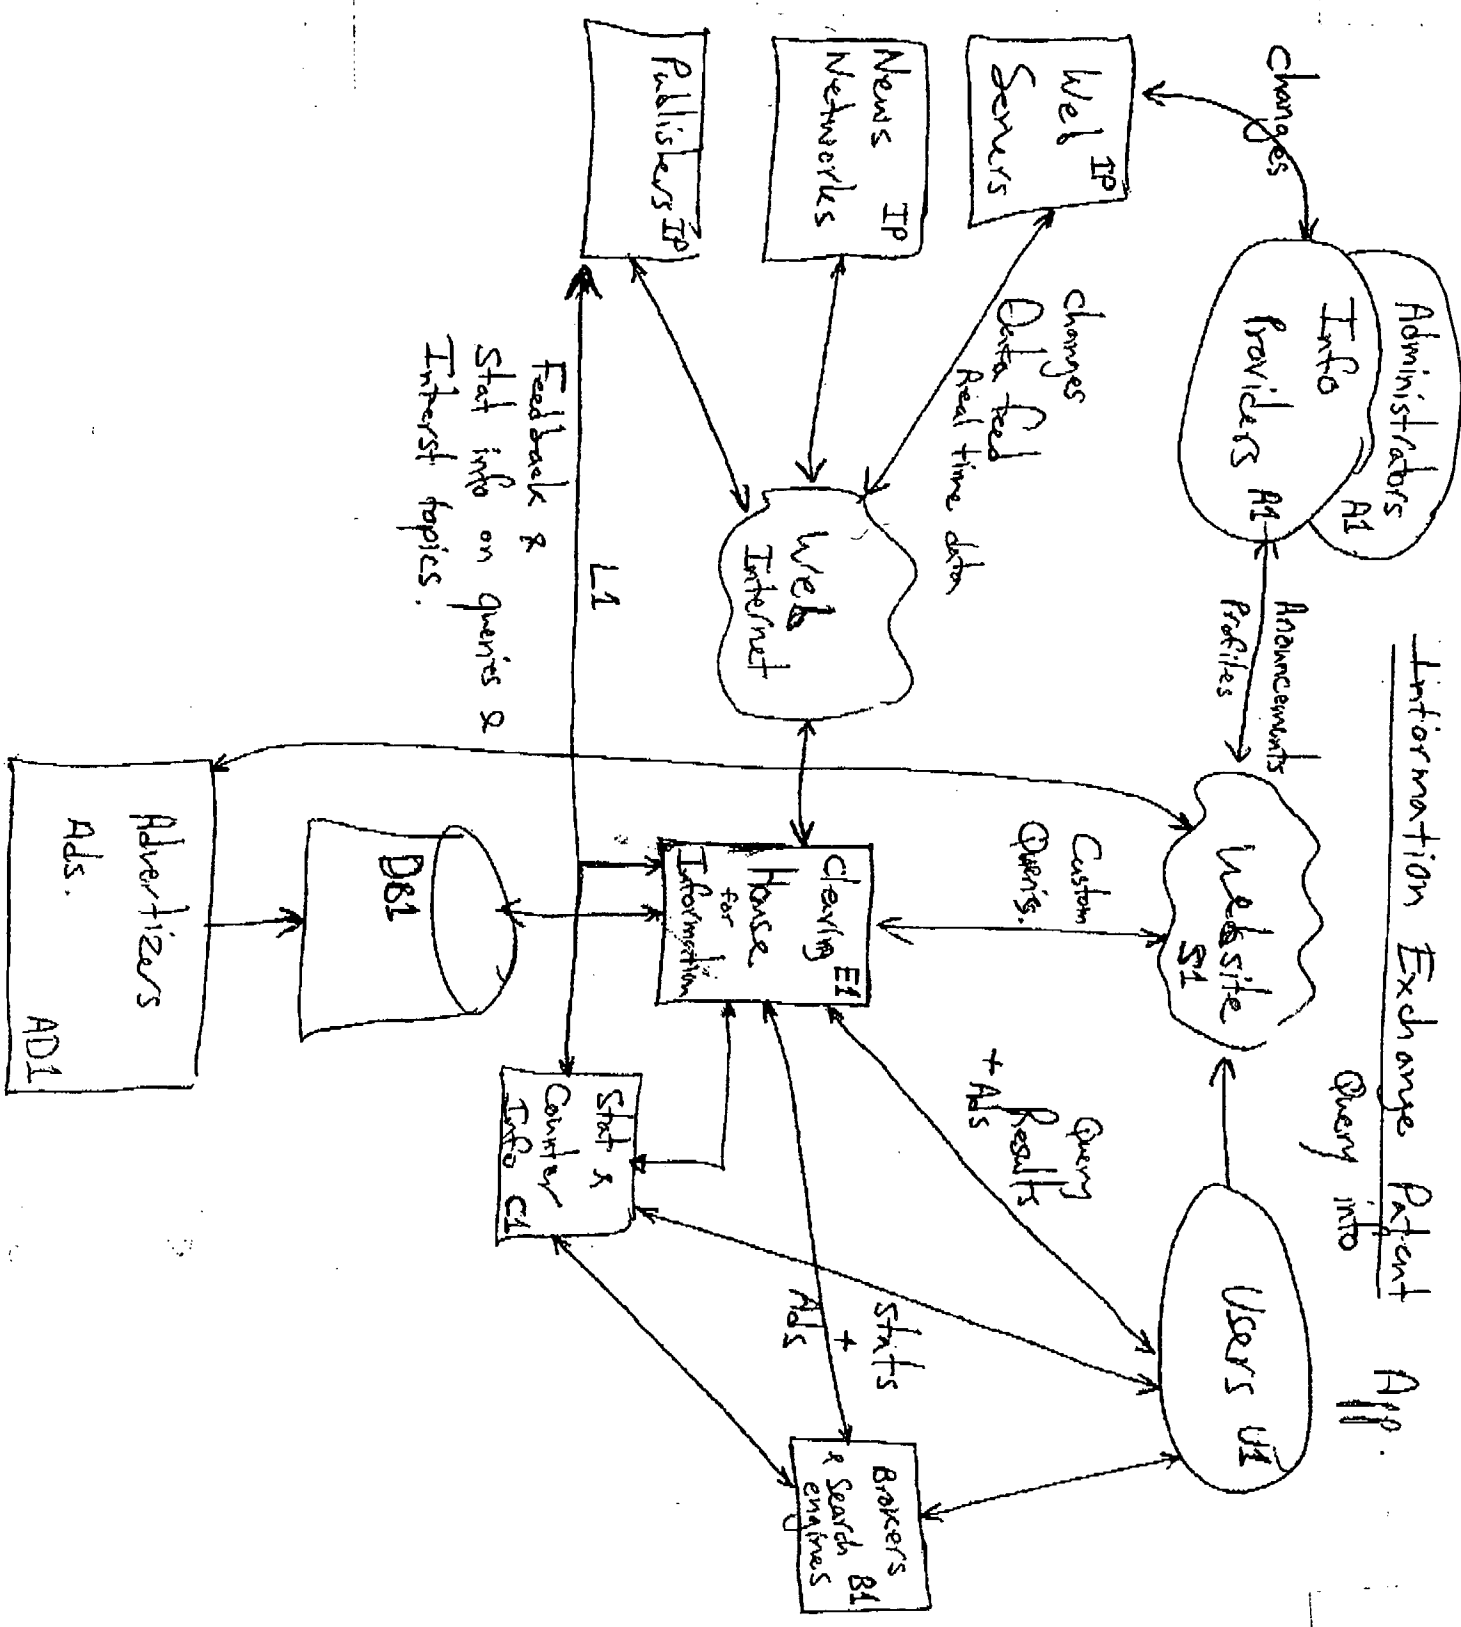 Information Exchange Patent App.
Query info
Administrators
A1
Info
Providers A1
Anouncements
Profiles
Website
S1
Users U1
changes
Web IP
Servers
changes
Data feed
Real time data
Custom
Queries.
Query
Results
+ Ads
News IP
Networks
Web
Internet
Clearing E1
House
for
Information
Stats
+
Ads
Brokers
& Search B1
engines
Publishers IP
L1
Feedback &
Stat info on queries &
Interst topics.
Stat &
Counter
Info C1
DB1
Advertizers
Ads.
AD1